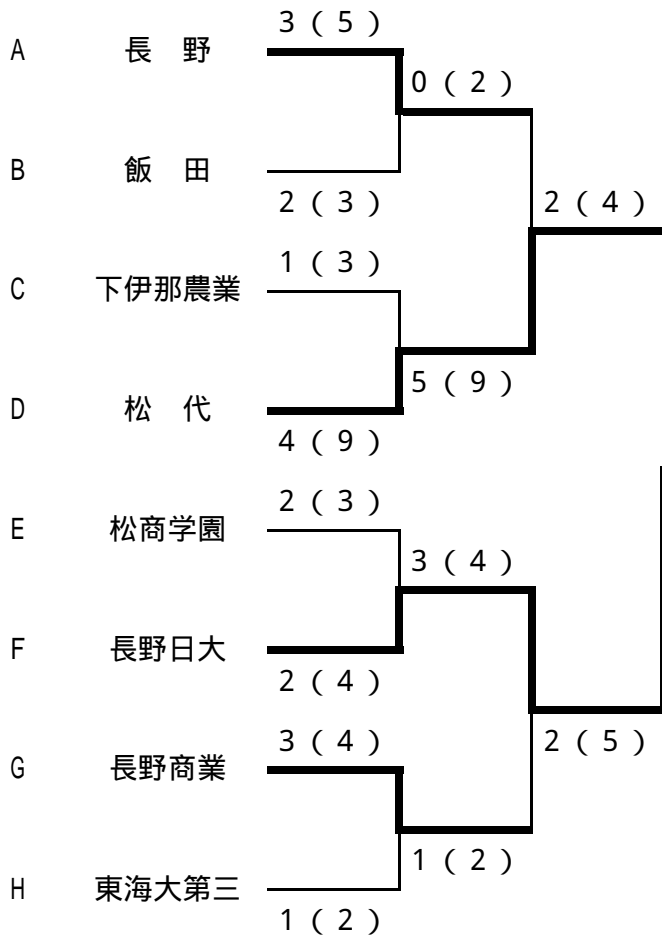 3(5)
A 長 野
0(2)
B 飯 田
2(3)
2(4)
1(3)
C 下伊那農業
5(9)
D 松 代
4(9)
2(3)
E 松商学園
3(4)
F 長野日大
2(4)
3(4)
2(5)
G 長野商業
1(2)
H 東海大第三
1(2)